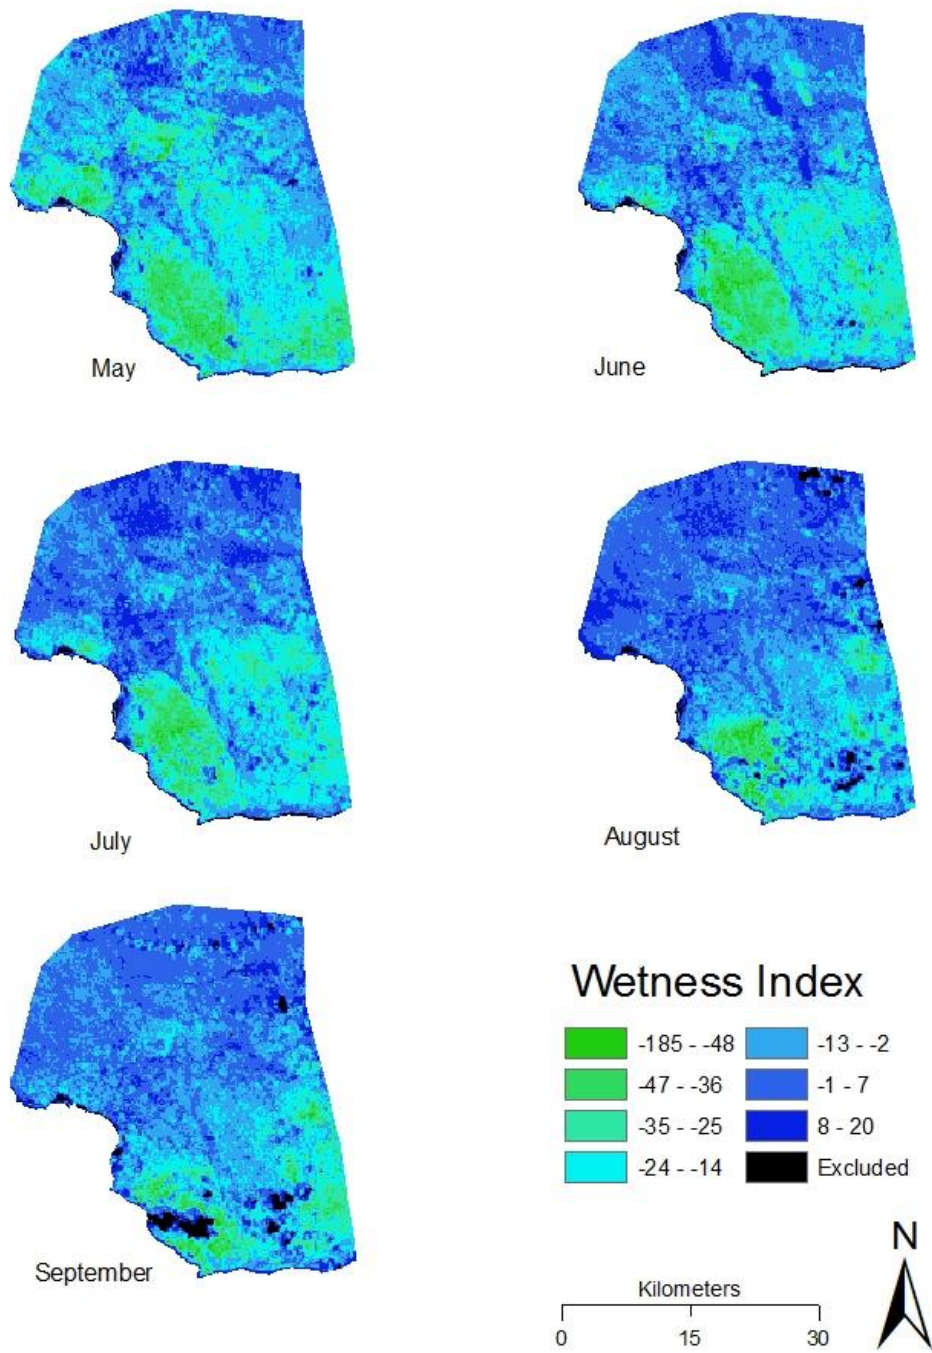 May
June
July
August
September
Wetness Index
-185 - -48
-47 - -36
-35 - -25
-24 - -14
-13 - -2
-1 - 7
8 - 20
Excluded
N
Kilometers
0 15 30